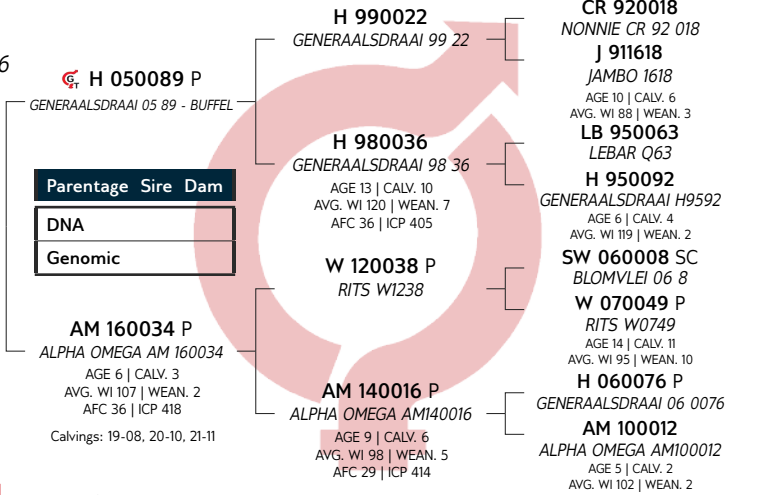 6
GT H 050089 P
GENERAALSDRAAI 05 89 - BUFFEL
Parentage Sire Dam
DNA
Genomic
AM 160034 P
ALPHA OMEGA AM 160034
AGE 6 | CALV. 3
AVG. WI 107 | WEAN. 2
AFC 36 | ICP 418
Calvings: 19-08, 20-10, 21-11
H 990022
GENERAALSDRAAI 99 22
H 980036
GENERAALSDRAAI 98 36
AGE 13 | CALV. 10
AVG. WI 120 | WEAN. 7
AFC 36 | ICP 405
W 120038 P
RITS W1238
AM 140016 P
ALPHA OMEGA AM140016
AGE 9 | CALV. 6
AVG. WI 98 | WEAN. 5
AFC 29 | ICP 414
CR 920018
NONNIE CR 92 018
J 911618
JAMBO 1618
AGE 10 | CALV. 6
AVG. WI 88 | WEAN. 3
LB 950063
LEBAR Q63
H 950092
GENERAALSDRAAI H9592
AGE 6 | CALV. 4
AVG. WI 119 | WEAN. 2
SW 060008 SC
BLOMVLEI 06 8
W 070049 P
RITS W0749
AGE 14 | CALV. 11
AVG. WI 95 | WEAN. 10
H 060076 P
GENERAALSDRAAI 06 0076
AM 100012
ALPHA OMEGA AM100012
AGE 5 | CALV. 2
AVG. WI 102 | WEAN. 2